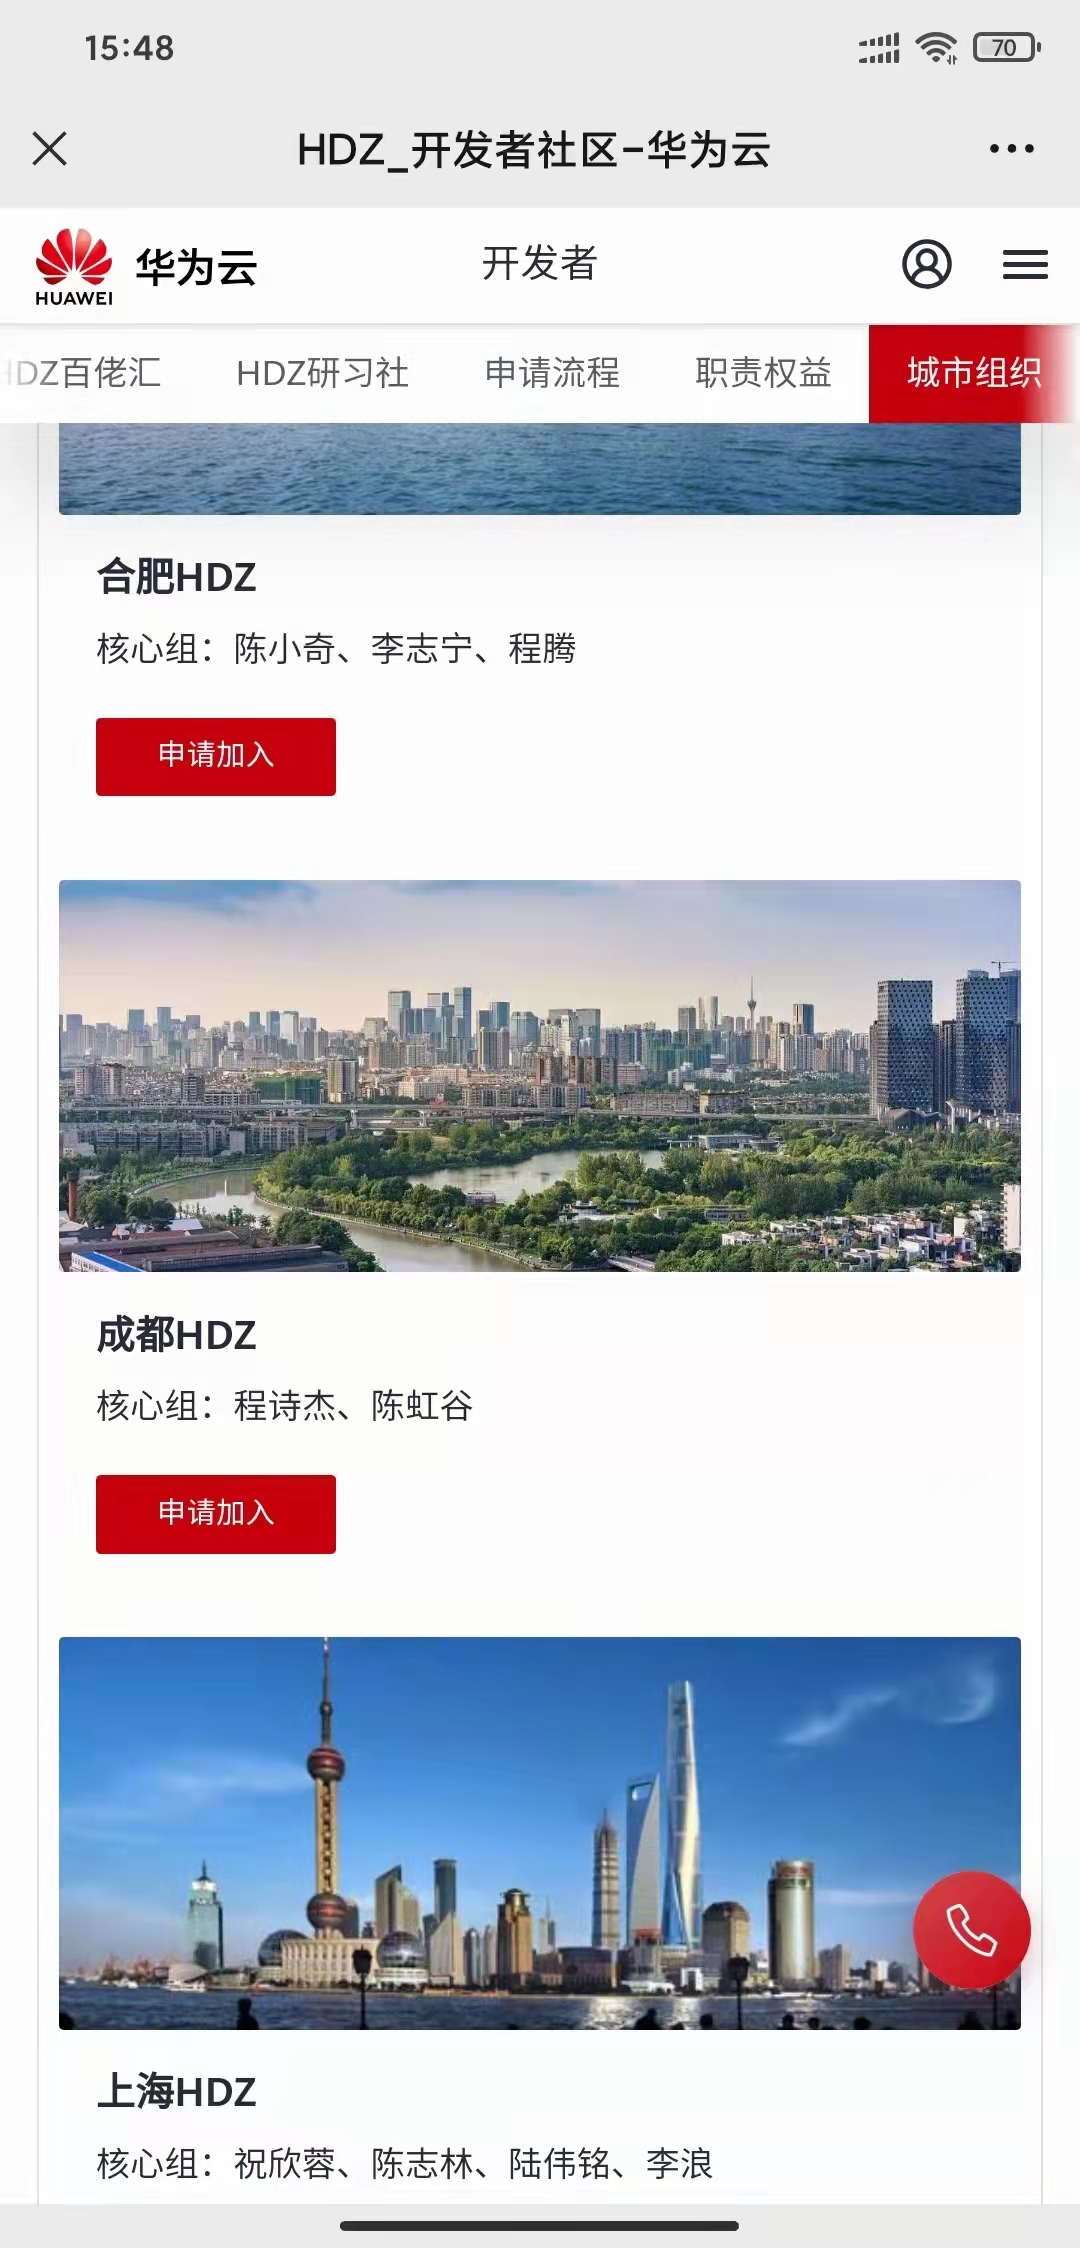 15:48
70
HDZ_开发者社区-华为云
HUAWEI
华为云
开发者
HDZ百佬汇
HDZ研习社
申请流程
职责权益
城市组织
合肥HDZ
核心组：陈小奇、李志宁、程腾
申请加入
成都HDZ
核心组：程诗杰、陈虹谷
申请加入
上海HDZ
核心组：祝欣蓉、陈志林、陆伟铭、李浪